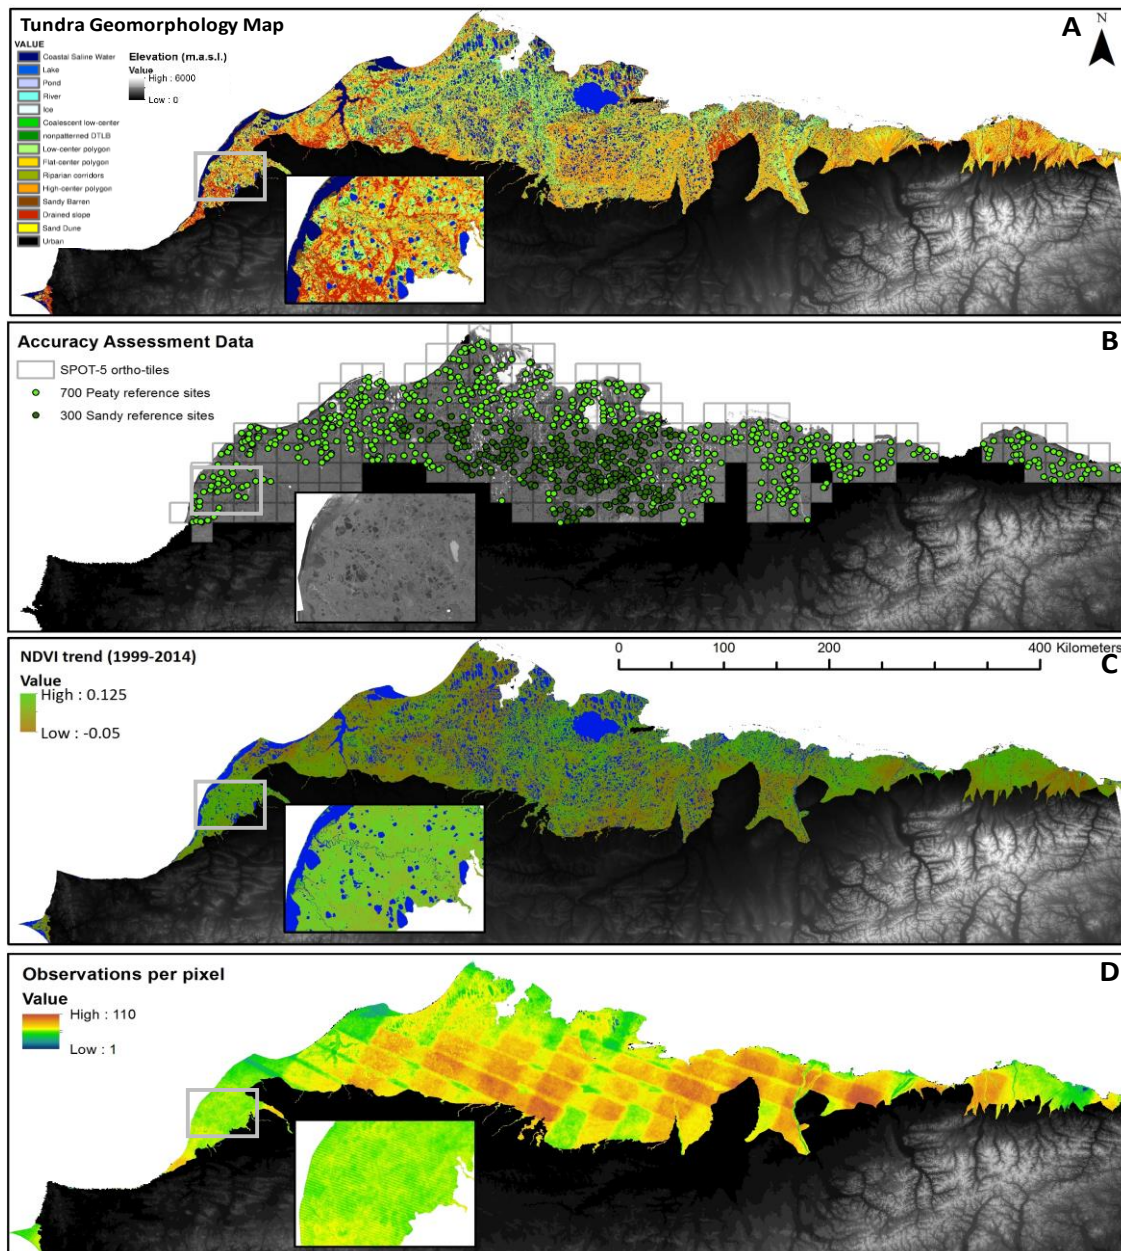 Tundra Geomorphology Map
A
N
VALUE
Coastal Saline Water
Lake
Pond
River
Ice
Coalescent low-center
nonpatterned DTLB
Low-center polygon
Flat-center polygon
Riparian corridors
High-center polygon
Sandy Barren
Drained slope
Sand Dune
Urban
Elevation (m.a.s.l.)
Value
High : 6000
Low : 0
Accuracy Assessment Data
B
SPOT-5 ortho-tiles
700 Peaty reference sites
300 Sandy reference sites
NDVI trend (1999-2014)
Value
High : 0.125
Low : -0.05
0 100 200 400 Kilometers
C
Observations per pixel
D
Value
High : 110
Low : 1